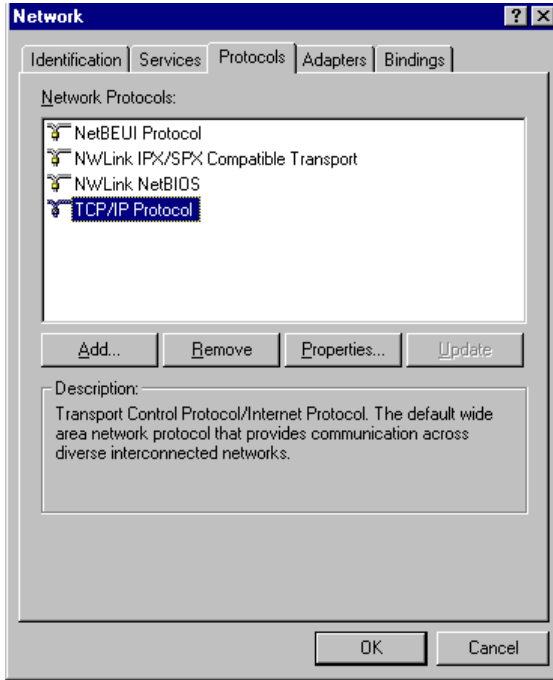 Network
Identification Services Protocols Adapters Bindings
Network Protocols:
NetBEUI Protocol
NWLink IPX/SPX Compatible Transport
NWLink NetBIOS
TCP/IP Protocol
Add... Remove Properties... Update
Description:
Transport Control Protocol/Internet Protocol. The default wide
area network protocol that provides communication across
diverse interconnected networks.
OK Cancel